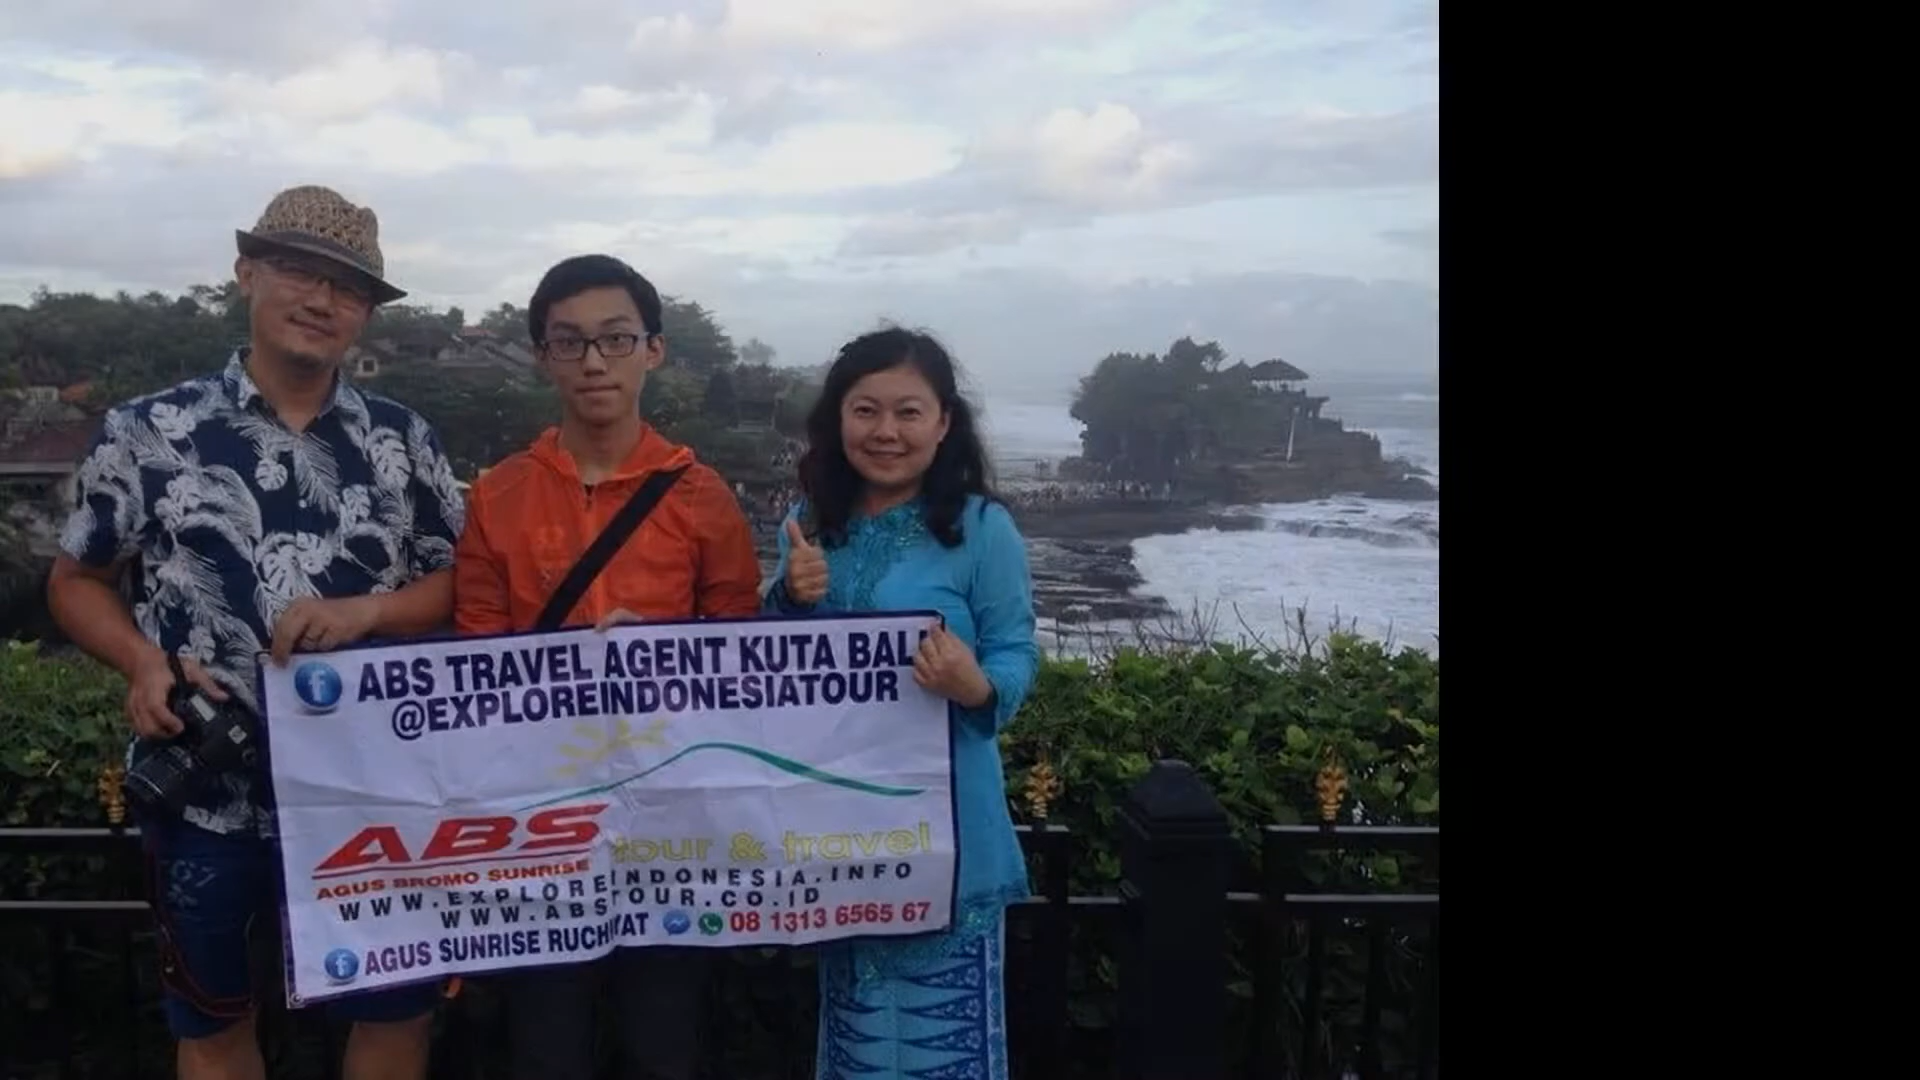 f ABS TRAVEL AGENT KUTA BALI
@EXPLOREINDONESIATOUR
ABS tour & travel
AGUS BROMO SUNRISE
WWW.EXPLOREINDONESIA.INFO
WWW.ABSTOUR.CO.ID
f AGUS SUNRISE RUCHIYAT 08 1313 6565 67